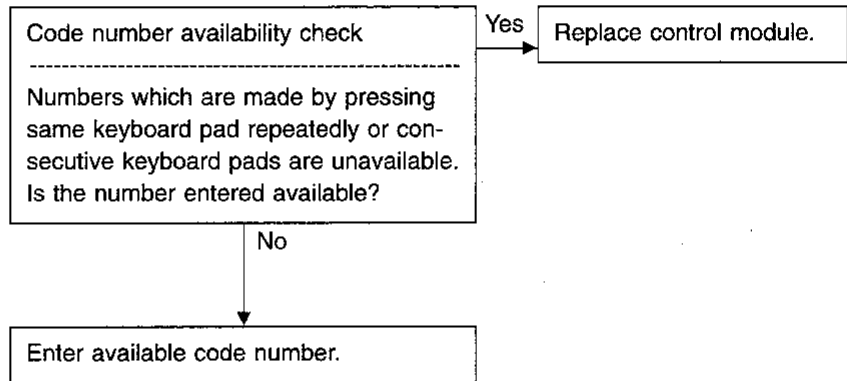 Code number availability check
Yes
Replace control module.
Numbers which are made by pressing
same keyboard pad repeatedly or con-
secutive keyboard pads are unavailable.
Is the number entered available?
No
Enter available code number.